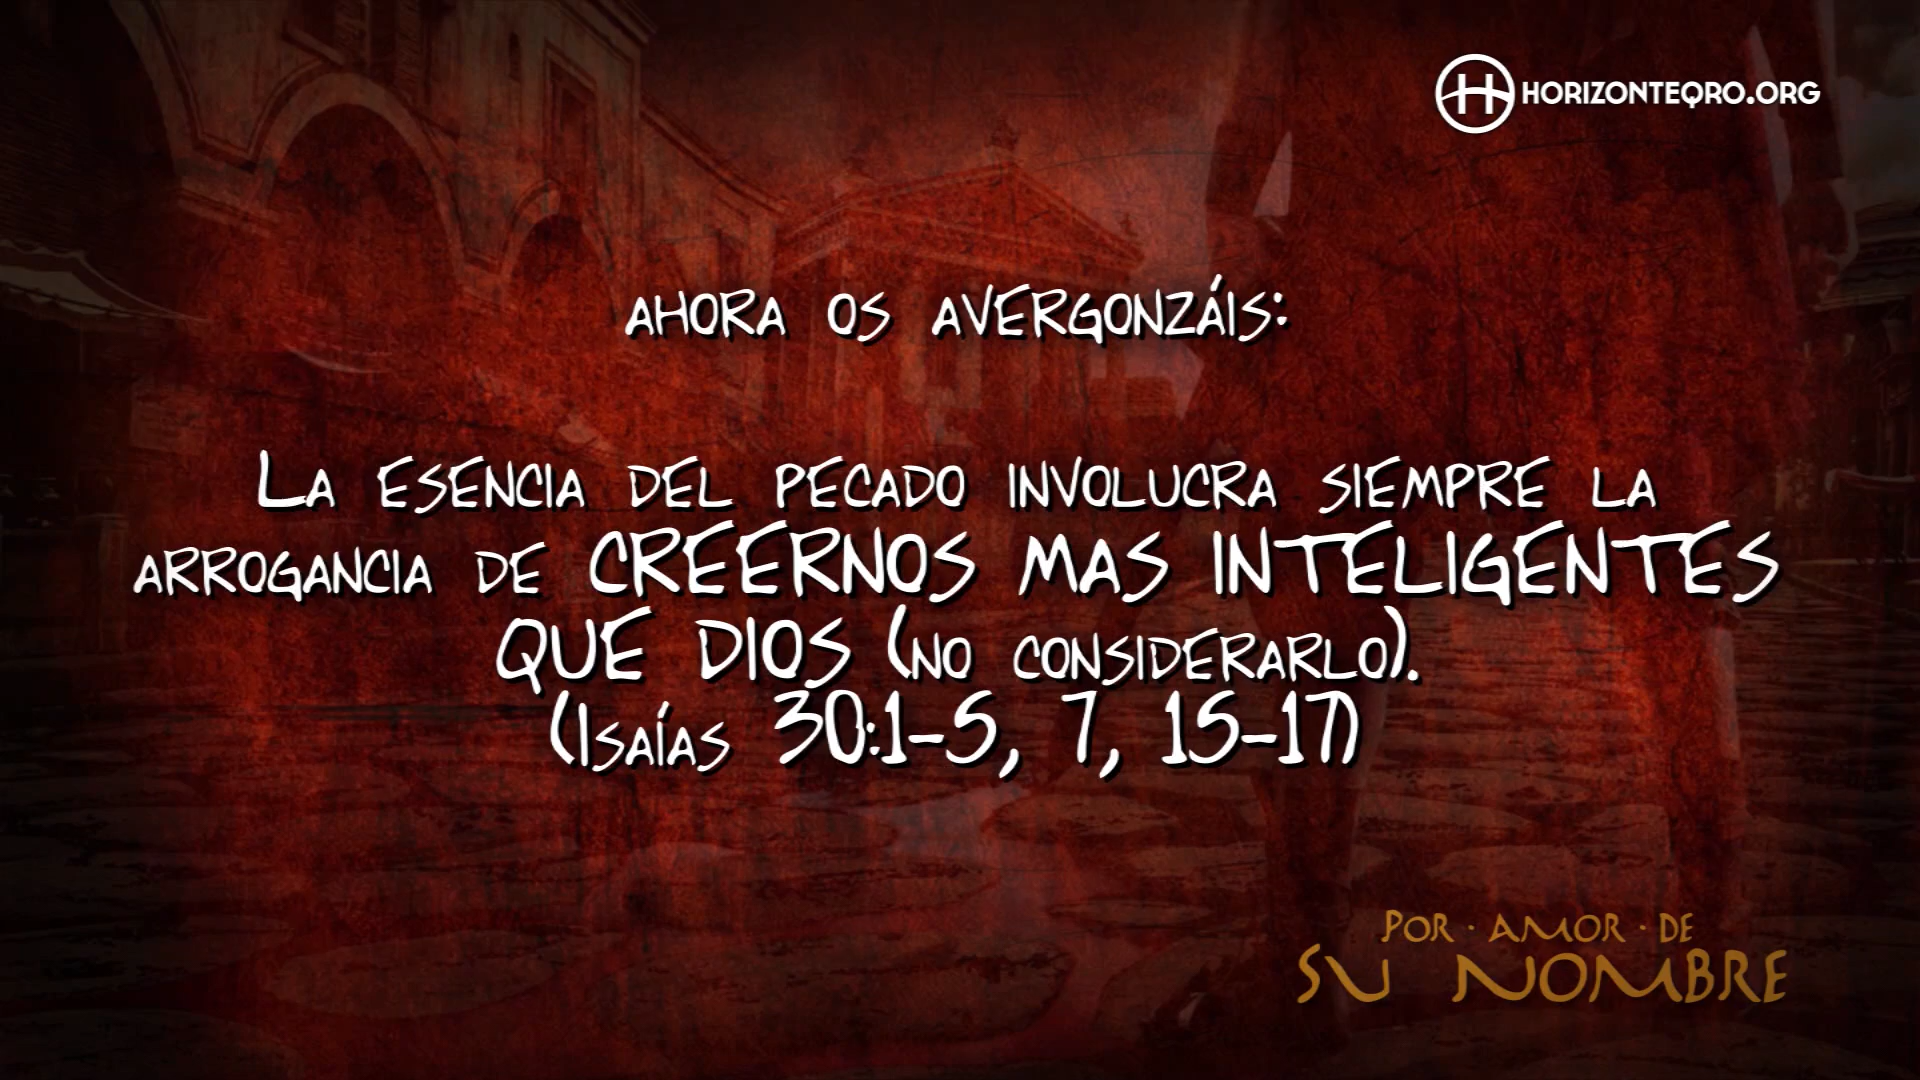 HORIZONTEQRO.ORG
AHORA OS AVERGONZÁIS:
LA ESENCIA DEL PECADO INVOLUCRA SIEMPRE LA
ARROGANCIA DE CREERNOS MAS INTELIGENTES
QUE DIOS (NO CONSIDERARLO).
(ISAÍAS 30:1-5, 7, 15-17)
POR · AMOR · DE
SU NOMBRE